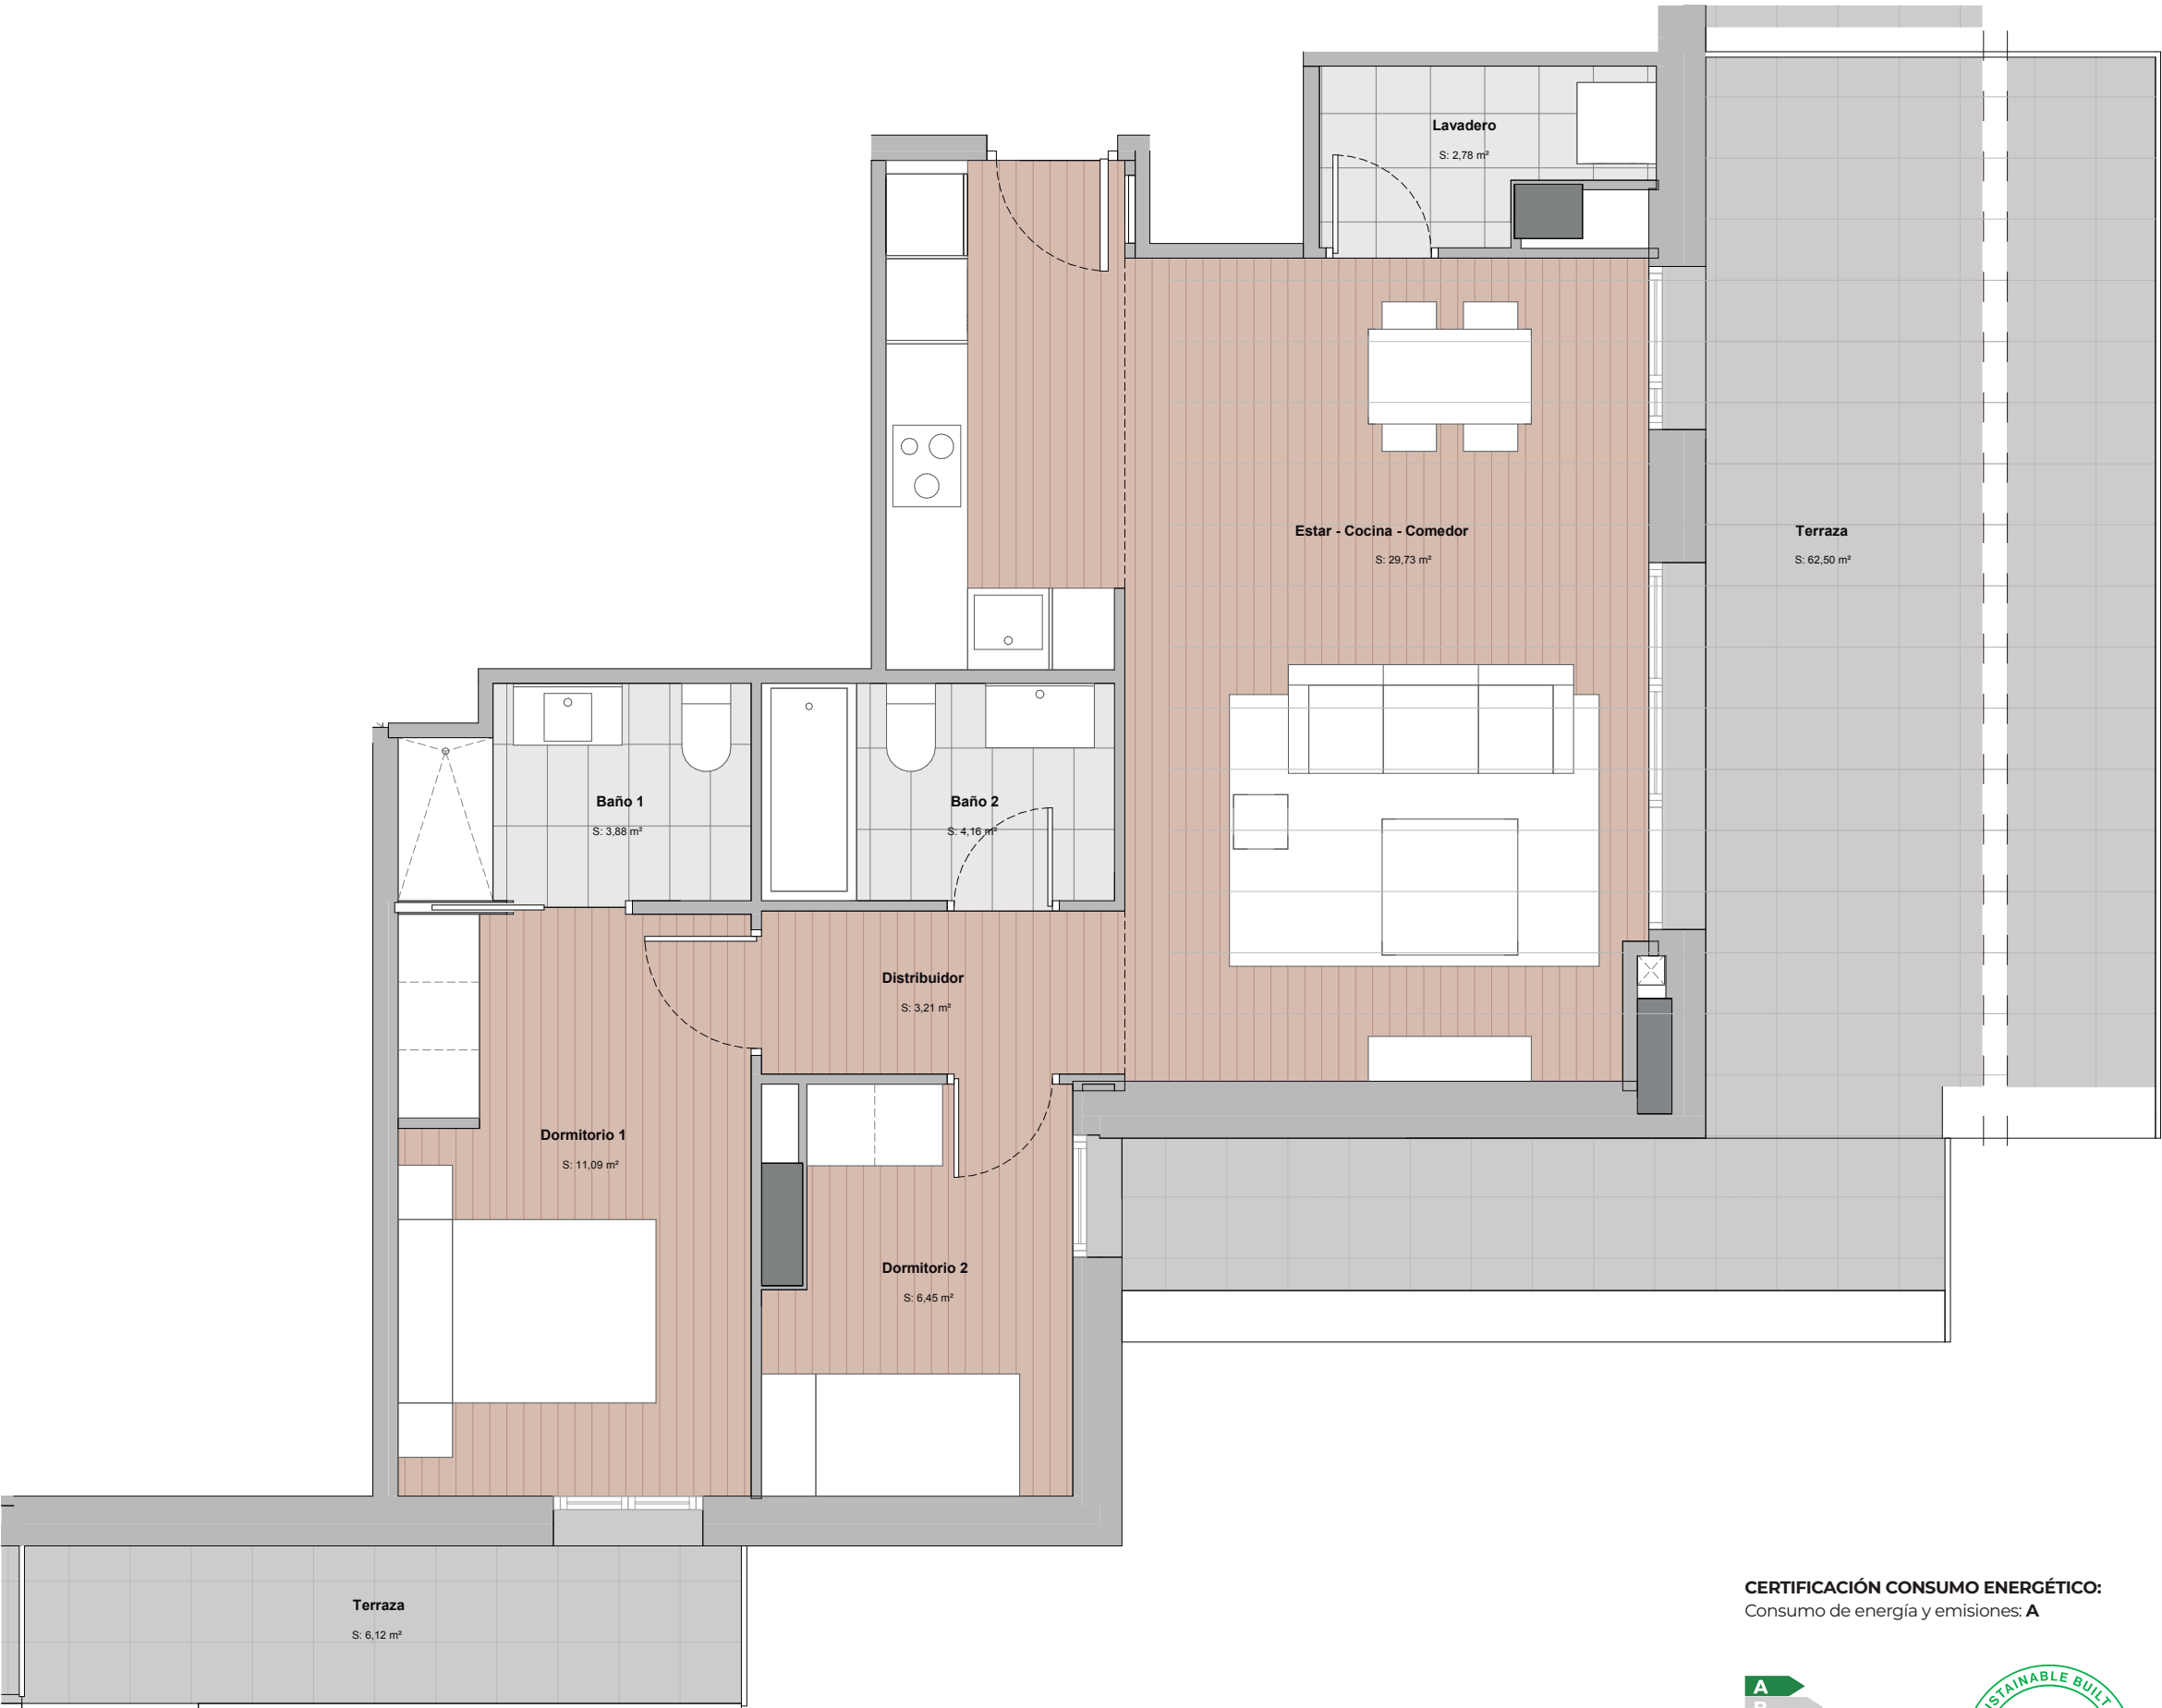 Lavadero
S: 2,78 m²
Estar - Cocina - Comedor
S: 29,73 m²
Terraza
S: 62,50 m²
Baño 1
S: 3,88 m²
Baño 2
S: 4,16 m²
Distribuidor
S: 3,21 m²
Dormitorio 1
S: 11,09 m²
Dormitorio 2
S: 6,45 m²
Terraza
S: 6,12 m²
CERTIFICACIÓN CONSUMO ENERGÉTICO:
Consumo de energía y emisiones: A
A
BUILT